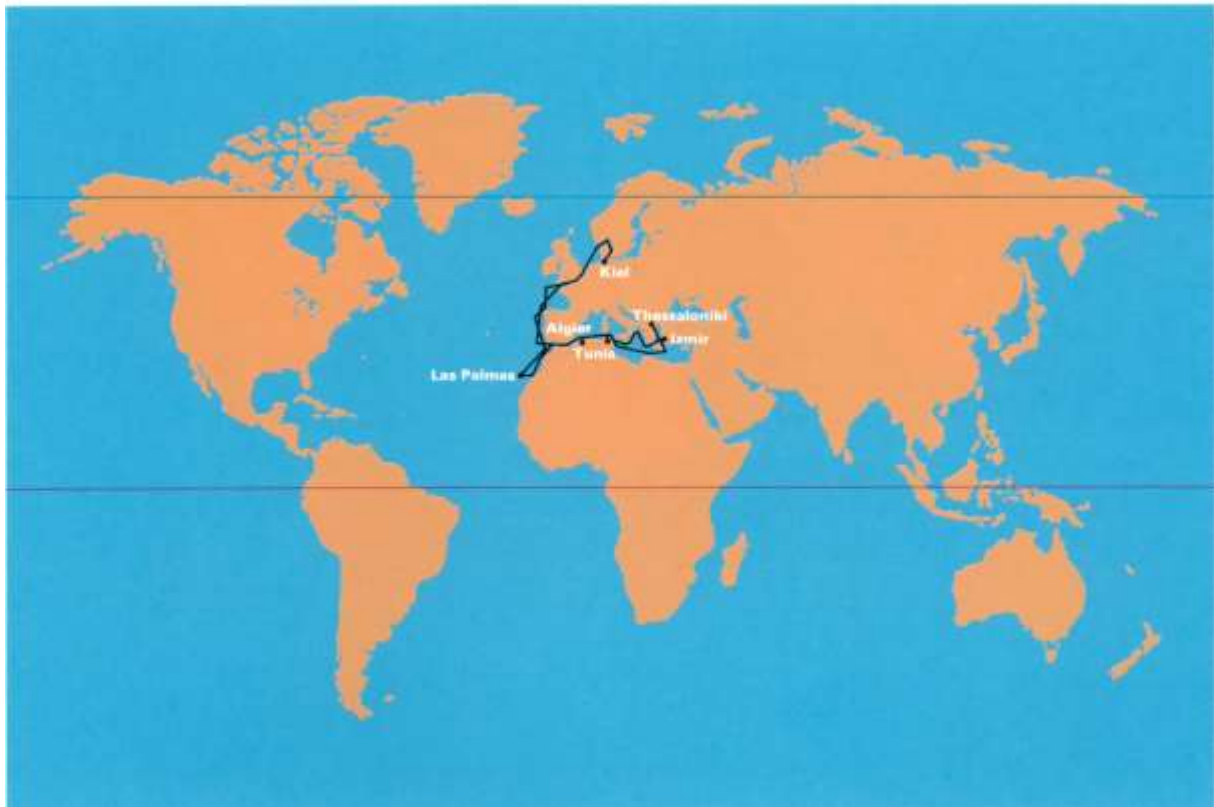 Kiel
Thessaloniki
Algier
Izmir
Tunis
Las Palmas